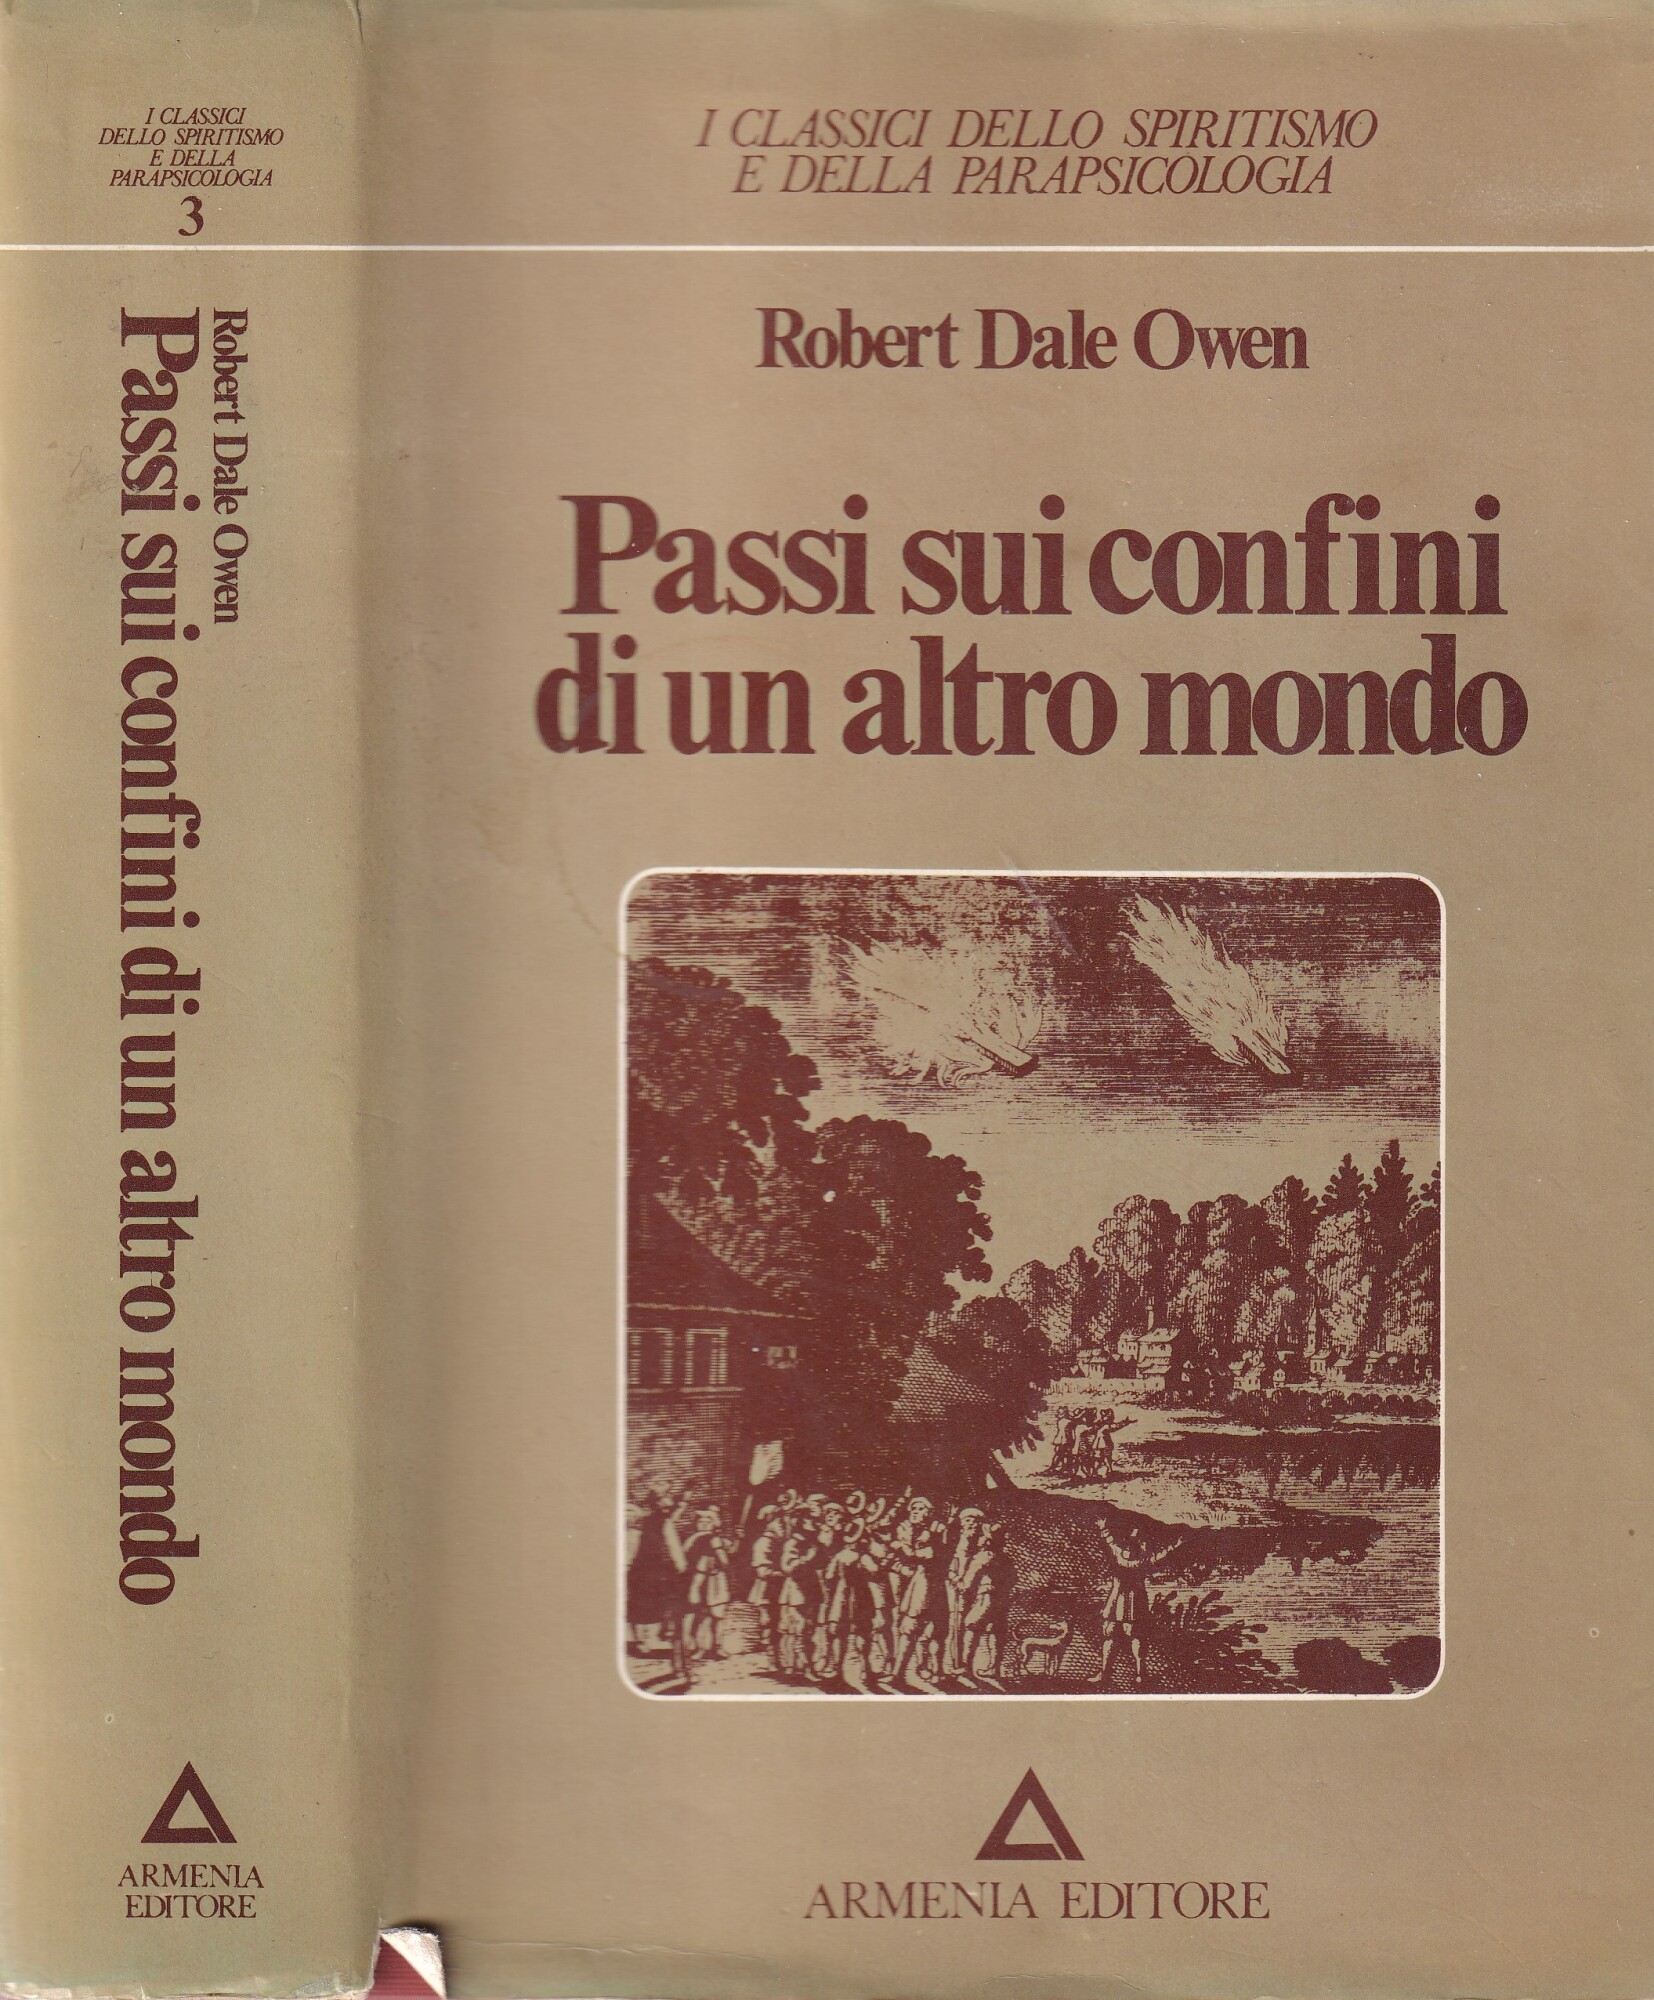 I CLASSICI
DELLO SPIRITISMO
E DELLA
PARAPSICOLOGIA
3
Robert Dale Owen
Passi sui confini di un altro mondo
ARMENIA
EDITORE
I CLASSICI DELLO SPIRITISMO
E DELLA PARAPSICOLOGIA
Robert Dale Owen
Passi sui confini
di un altro mondo
ARMENIA EDITORE